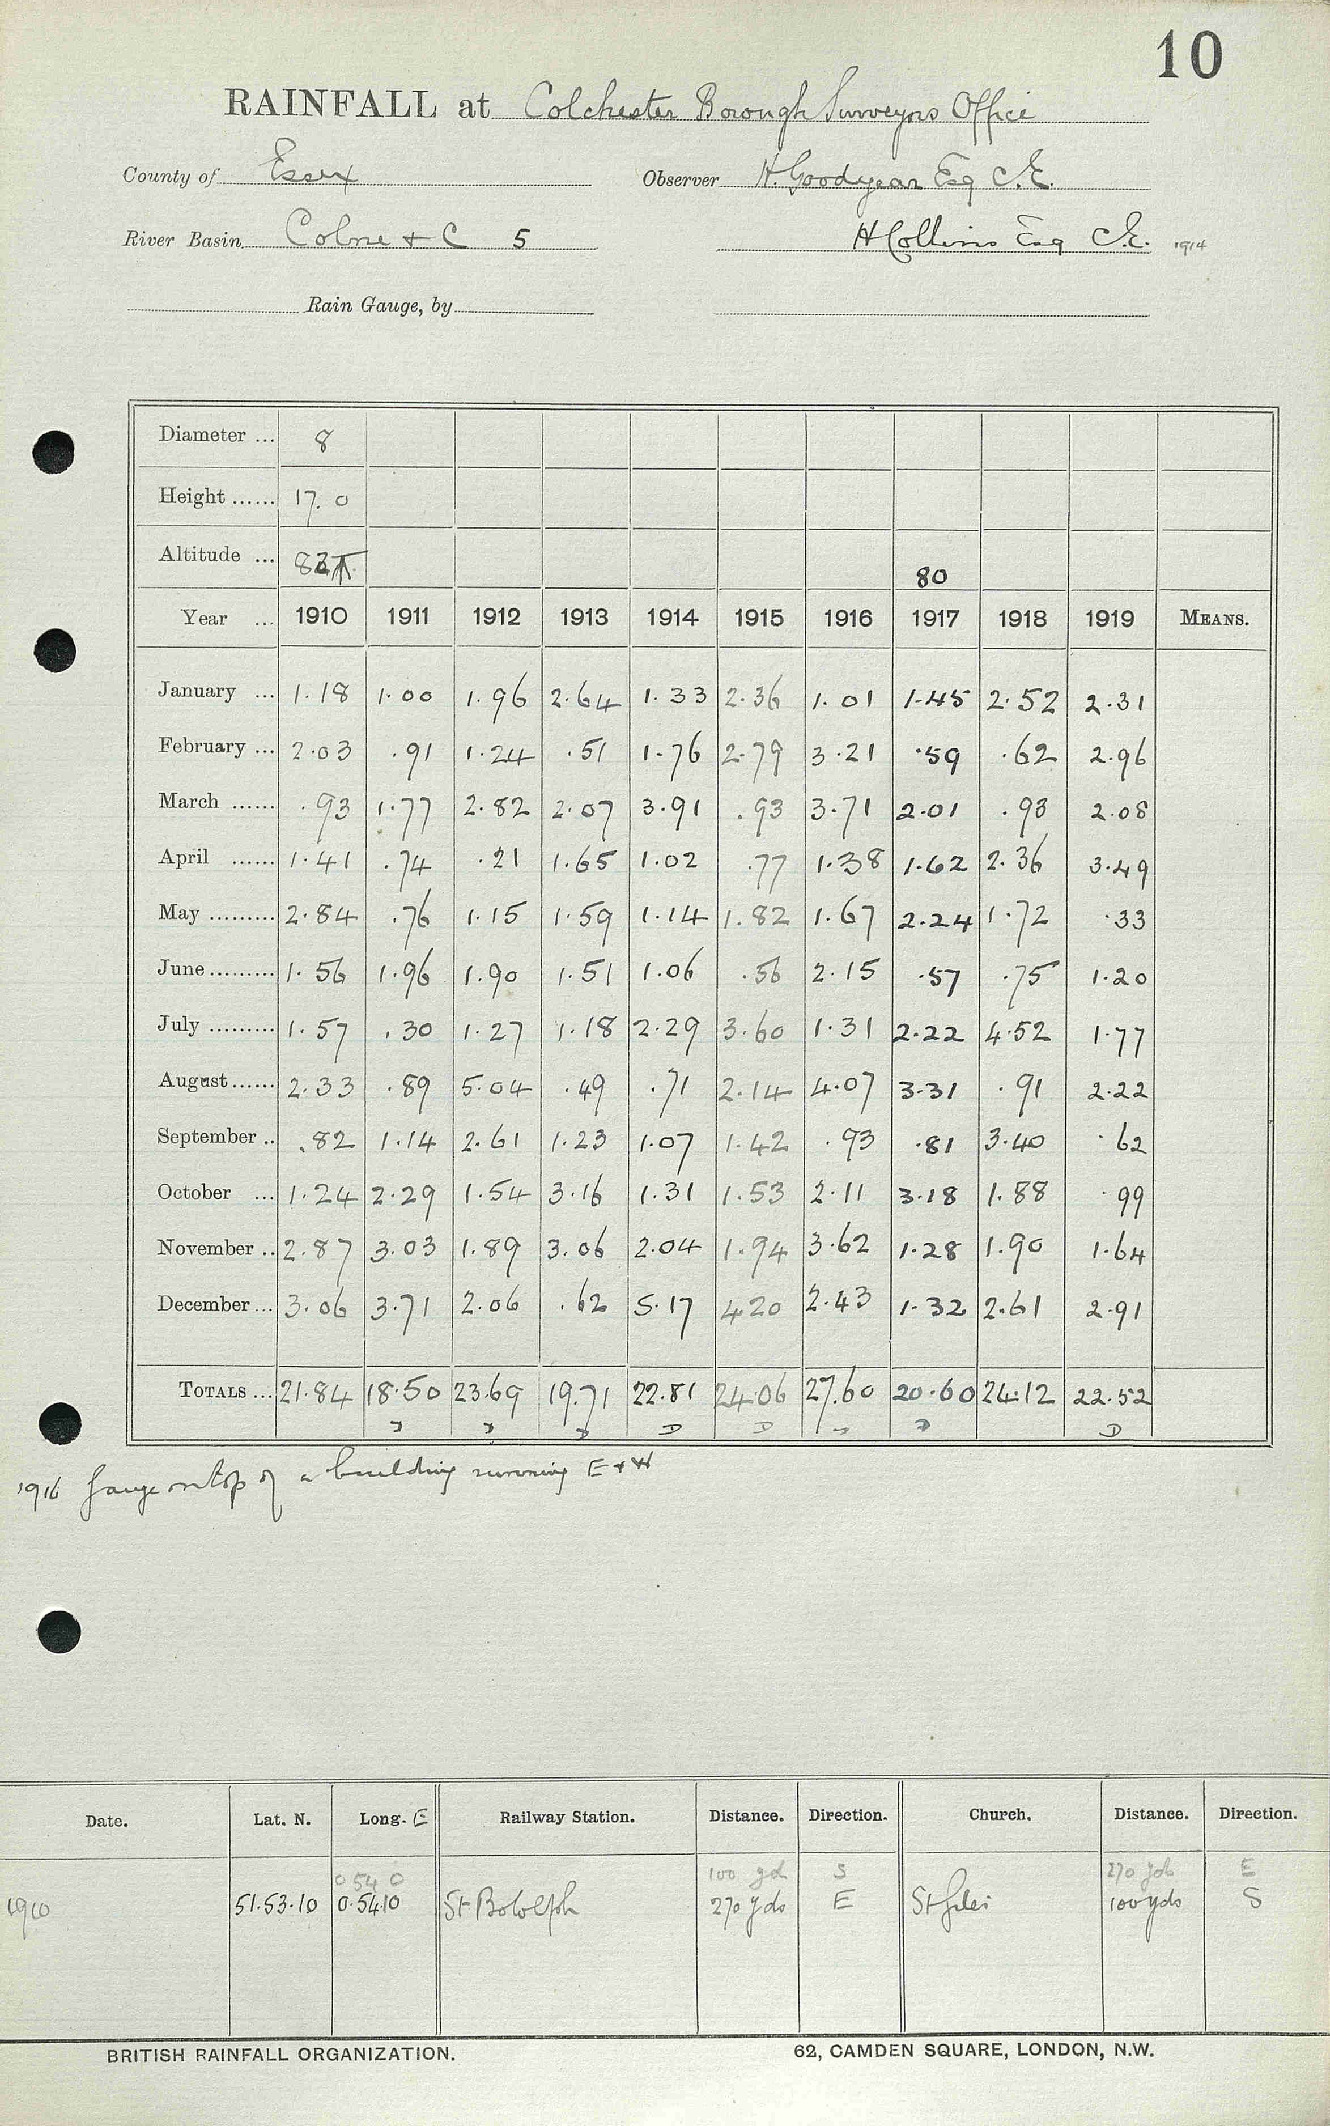 10
RAINFALL at Colchester Borough Surveyors Office
County of Essex Observer H. Goodyear Esq C.E.
River Basin Colne + C 5 H Collins Esq C.E. 1914
Rain Gauge, by
Diameter ... 8
Height ...... 17. 0
Altitude ... 80
Year ... 1910 1911 1912 1913 1914 1915 1916 1917 1918 1919 MEANS.
January ... 1.18 1.00 1.96 2.64 1.33 2.36 1.01 1.45 2.52 2.31
February ... 2.03 .91 1.24 .51 1.76 2.79 3.21 .59 .62 2.96
March ...... .93 1.77 2.82 2.07 3.91 .93 3.71 2.01 .93 2.08
April ...... 1.41 .74 .21 1.65 1.02 .77 1.38 1.62 2.36 3.49
May ......... 2.84 .76 1.15 1.59 1.14 1.82 1.67 2.24 1.72 .33
June ......... 1.56 1.96 1.90 1.51 1.06 .56 2.15 .57 .75 1.20
July ......... 1.57 .30 1.27 1.18 2.29 3.60 1.31 2.22 4.52 1.77
August ...... 2.33 .89 5.04 .49 .71 2.14 4.07 3.31 .91 2.22
September .. .82 1.14 2.61 1.23 1.07 1.42 .93 .81 3.40 .62
October ... 1.24 2.29 1.54 3.16 1.31 1.53 2.11 3.18 1.88 .99
November .. 2.87 3.03 1.89 3.06 2.04 1.94 3.62 1.28 1.90 1.64
December ... 3.06 3.71 2.06 .62 5.17 4 20 2.43 1.32 2.61 2.91
TOTALS ... 21.84 18.50 23.69 19.71 22.81 24.06 27.60 20.60 24.12 22.52
1916 Gauge on top of a building running E + W
Date. Lat. N. Long. E Railway Station. Distance. Direction. Church. Distance. Direction.
0 54 0 100 yd S 270 yds E
1910 51.53.10 0.54.10 St Botolph 270 yds E St Giles 100 yds S
BRITISH RAINFALL ORGANIZATION. 62, CAMDEN SQUARE, LONDON, N.W.